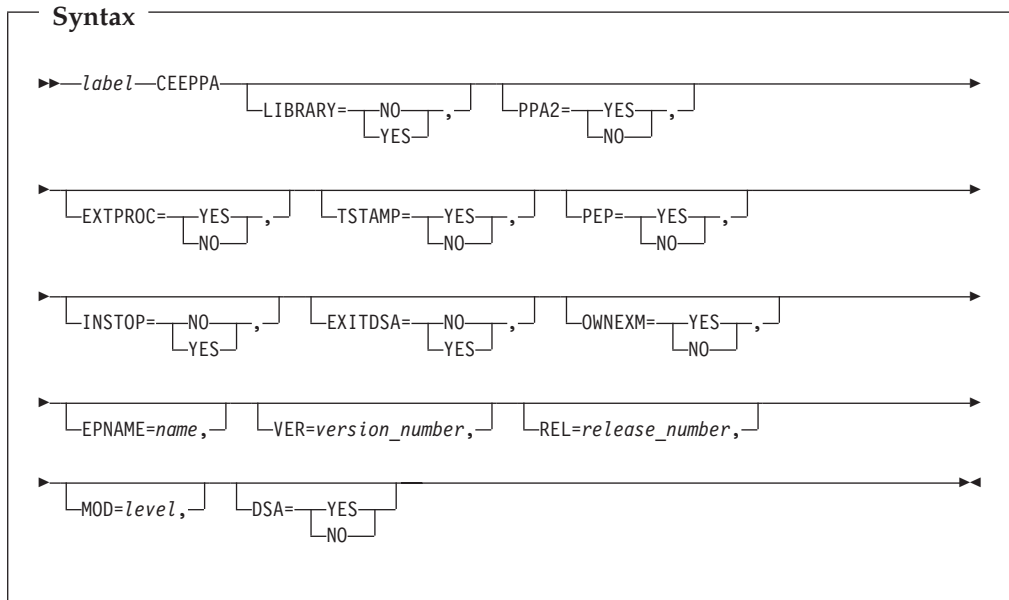 Syntax
label CEEPPA
LIBRARY= NO , PPA2= YES ,
YES NO
EXTPROC= YES , TSTAMP= YES , PEP= YES ,
NO NO NO
INSTOP= NO , EXITDSA= NO , OWNEXM= YES ,
YES YES NO
EPNAME=name, VER=version_number, REL=release_number,
MOD=level, DSA= YES
NO